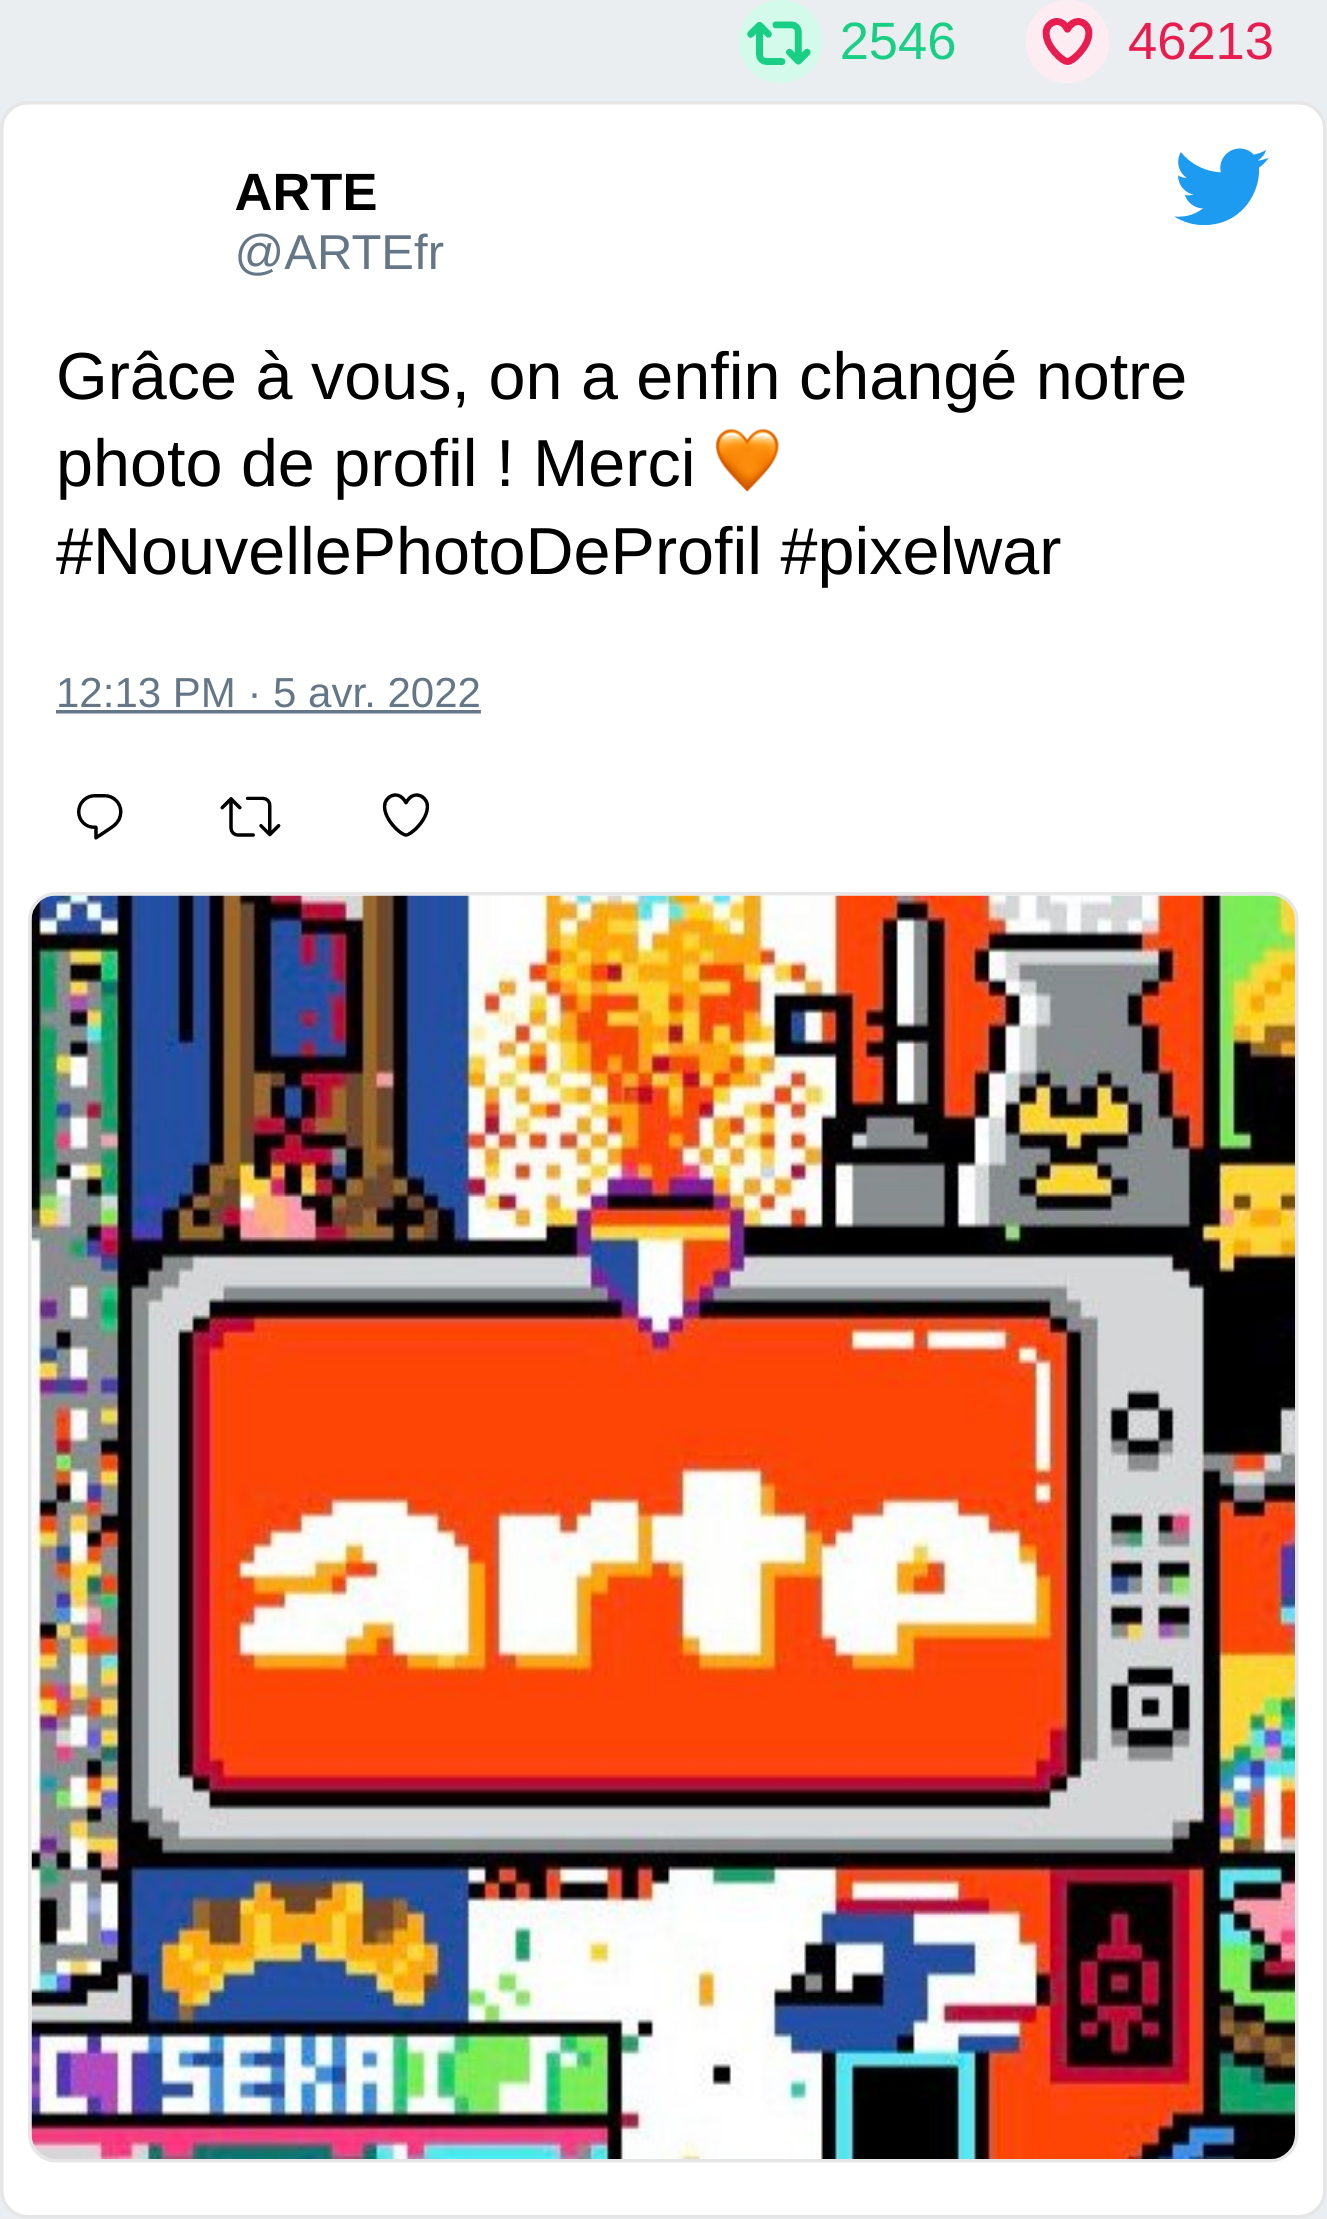 2546 46213
ARTE
@ARTEfr
Grâce à vous, on a enfin changé notre
photo de profil ! Merci 🧡
#NouvellePhotoDeProfil #pixelwar
12:13 PM · 5 avr. 2022
arte
CTSEKAI